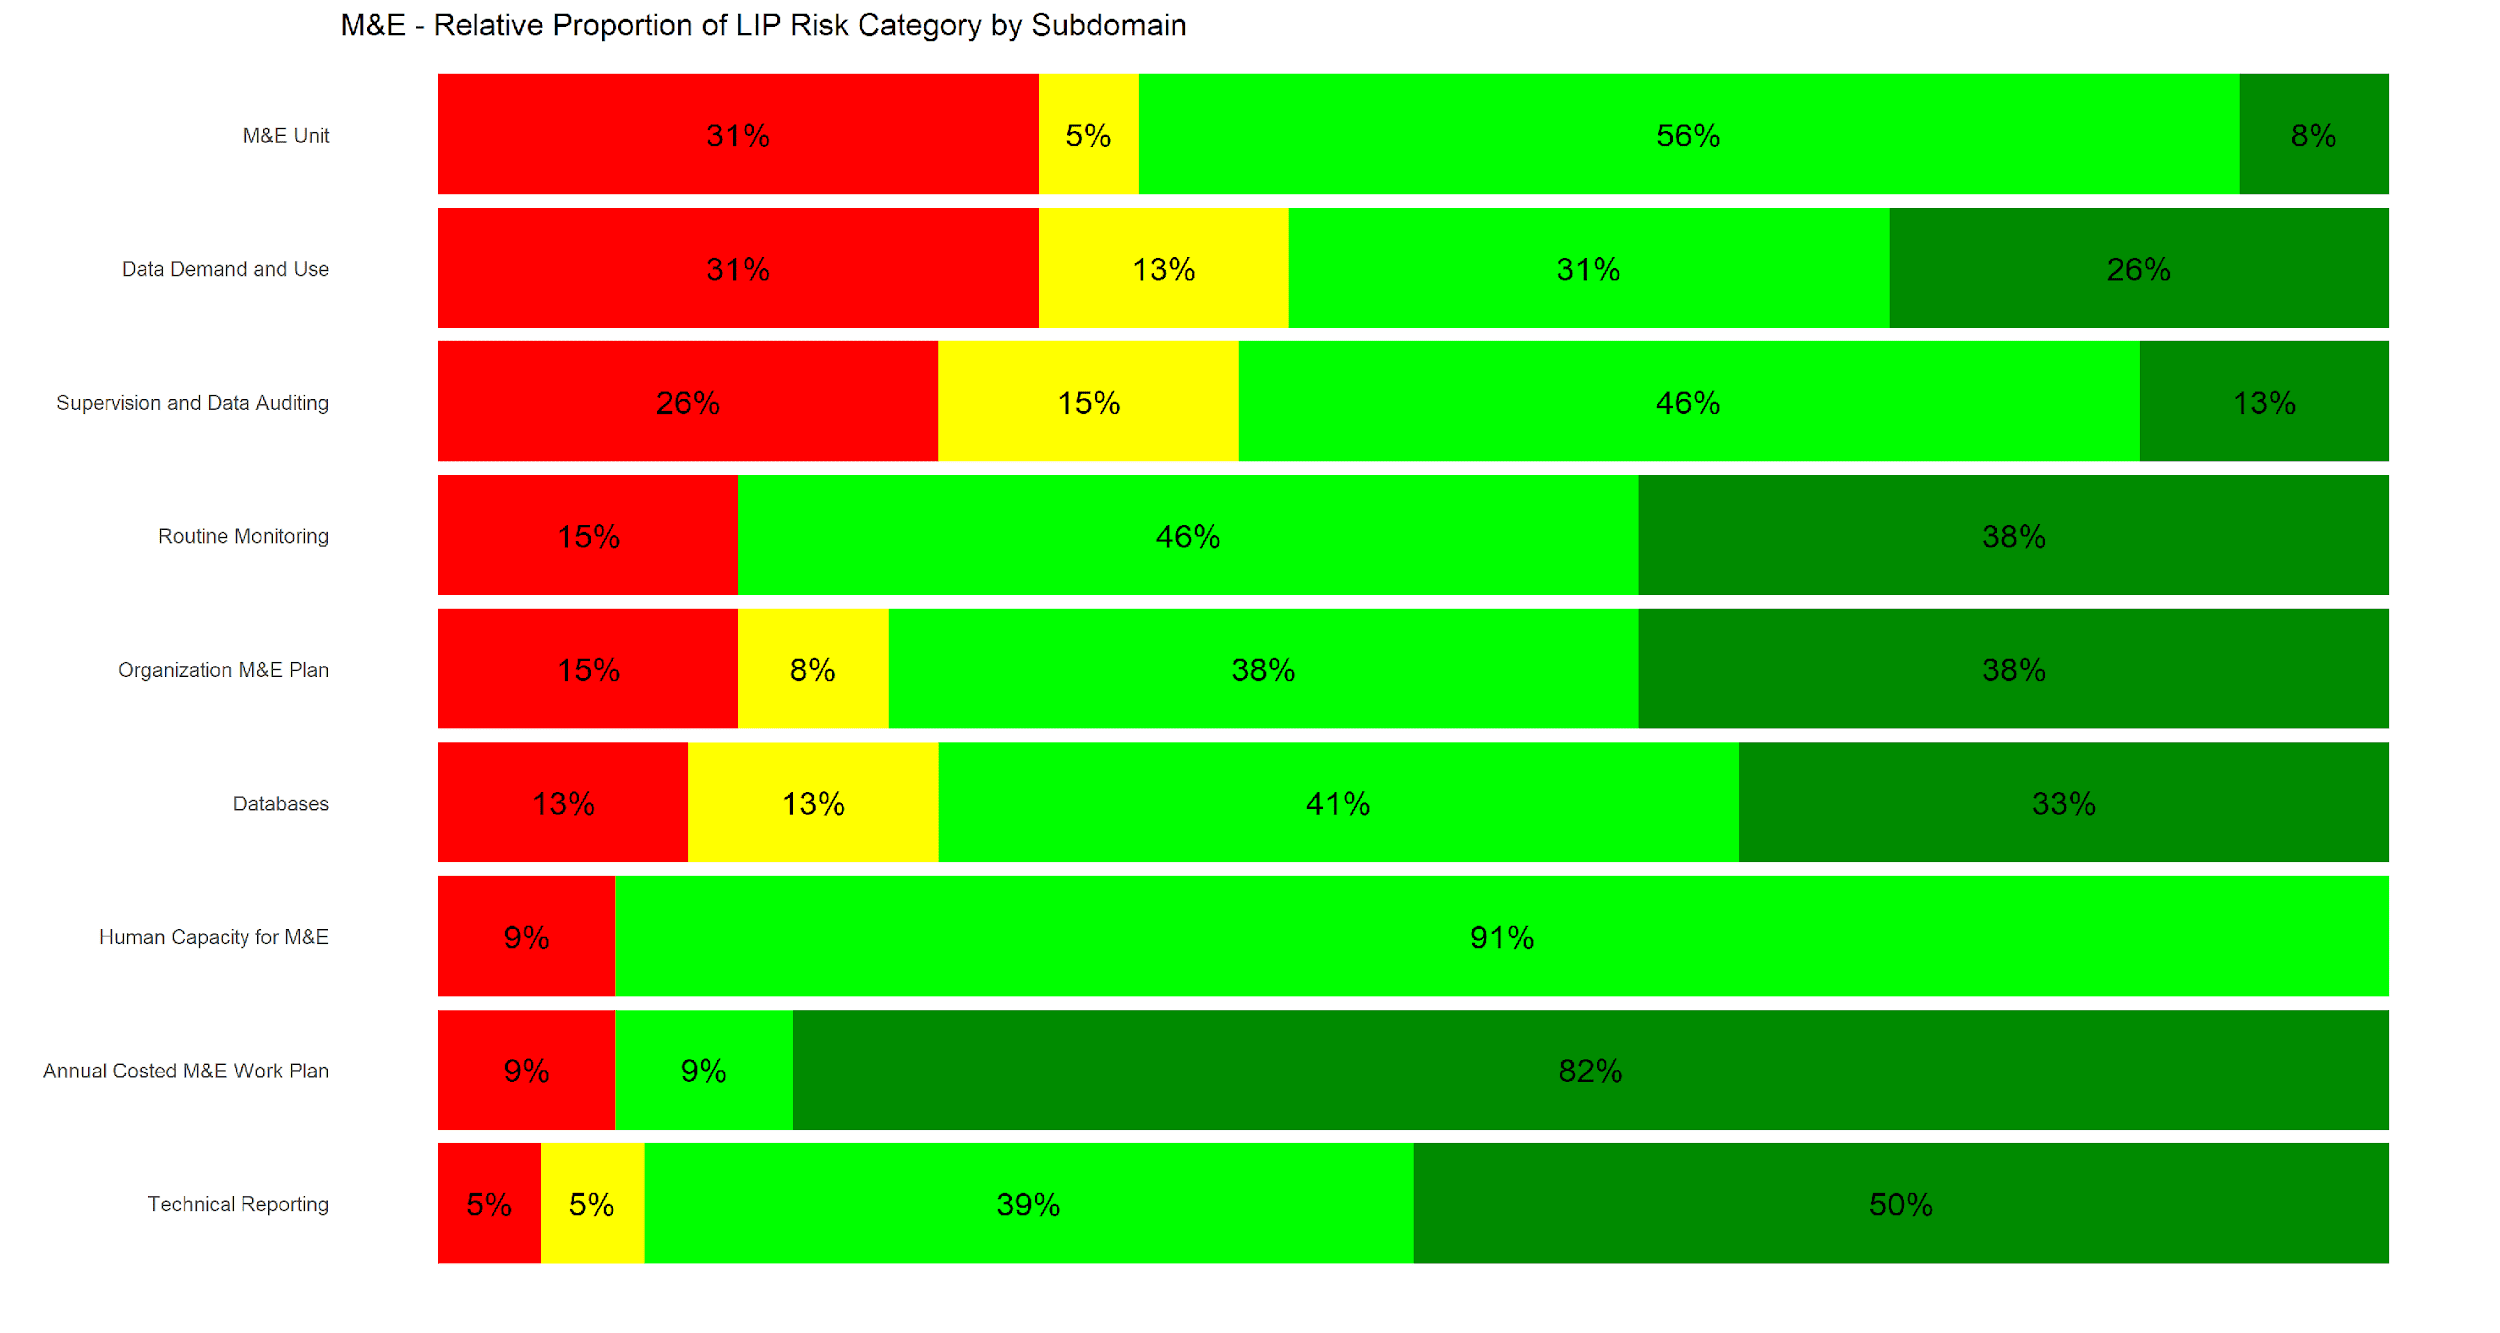 M&E - Relative Proportion of LIP Risk Category by Subdomain
M&E Unit 31% 5% 56% 8%
Data Demand and Use 31% 13% 31% 26%
Supervision and Data Auditing 26% 15% 46% 13%
Routine Monitoring 15% 46% 38%
Organization M&E Plan 15% 8% 38% 38%
Databases 13% 13% 41% 33%
Human Capacity for M&E 9% 91%
Annual Costed M&E Work Plan 9% 9% 82%
Technical Reporting 5% 5% 39% 50%